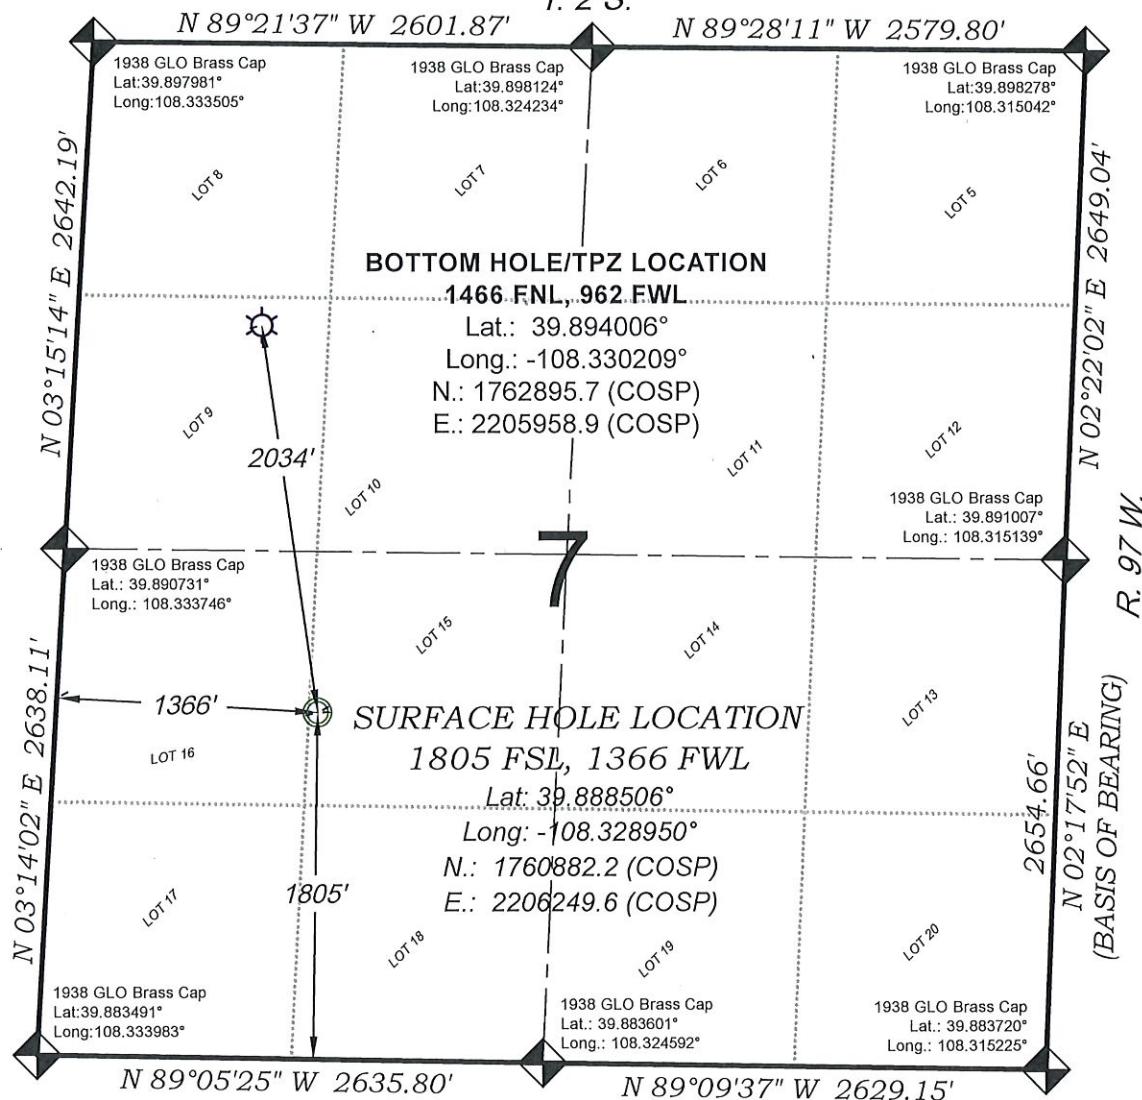 T. 2 S.
N 89°21'37" W 2601.87'
N 89°28'11" W 2579.80'
1938 GLO Brass Cap
Lat:39.897981°
Long:108.333505°
1938 GLO Brass Cap
Lat:39.898124°
Long:108.324234°
1938 GLO Brass Cap
Lat:39.898278°
Long:108.315042°
N 03°15'14" E 2642.19'
N 02°22'02" E 2649.04'
LOT 8
LOT 7
LOT 6
LOT 5
BOTTOM HOLE/TPZ LOCATION
1466 FNL, 962 FWL
Lat.: 39.894006°
Long.: -108.330209°
N.: 1762895.7 (COSP)
E.: 2205958.9 (COSP)
LOT 9
2034'
LOT 10
LOT 11
LOT 12
1938 GLO Brass Cap
Lat.: 39.891007°
Long.: 108.315139°
R. 97 W.
7
1938 GLO Brass Cap
Lat.: 39.890731°
Long.: 108.333746°
LOT 15
LOT 14
LOT 13
N 03°14'02" E 2638.11'
1366'
LOT 16
SURFACE HOLE LOCATION
1805 FSL, 1366 FWL
Lat: 39.888506°
Long: -108.328950°
N.: 1760882.2 (COSP)
E.: 2206249.6 (COSP)
2654.66'
N 02°17'52" E
(BASIS OF BEARING)
1805'
LOT 17
LOT 18
LOT 19
LOT 20
1938 GLO Brass Cap
Lat:39.883491°
Long:108.333983°
1938 GLO Brass Cap
Lat.: 39.883601°
Long.: 108.324592°
1938 GLO Brass Cap
Lat.: 39.883720°
Long.: 108.315225°
N 89°05'25" W 2635.80'
N 89°09'37" W 2629.15'